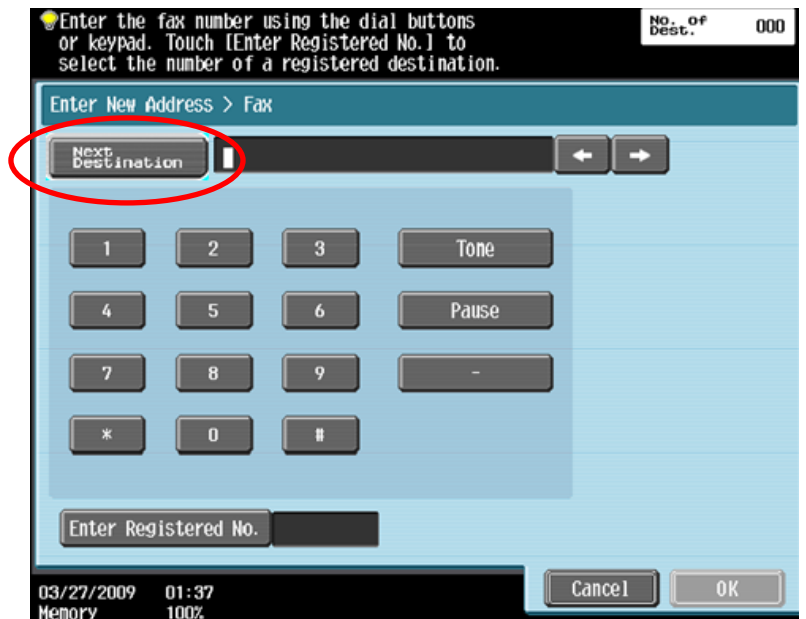 Enter the fax number using the dial buttons
or keypad. Touch [Enter Registered No.] to
select the number of a registered destination.
No. of
Dest. 000
Enter New Address > Fax
Next
Destination
1 2 3 Tone
4 5 6 Pause
7 8 9 -
* 0 #
Enter Registered No.
Cancel OK
03/27/2009 01:37
Memory 100%